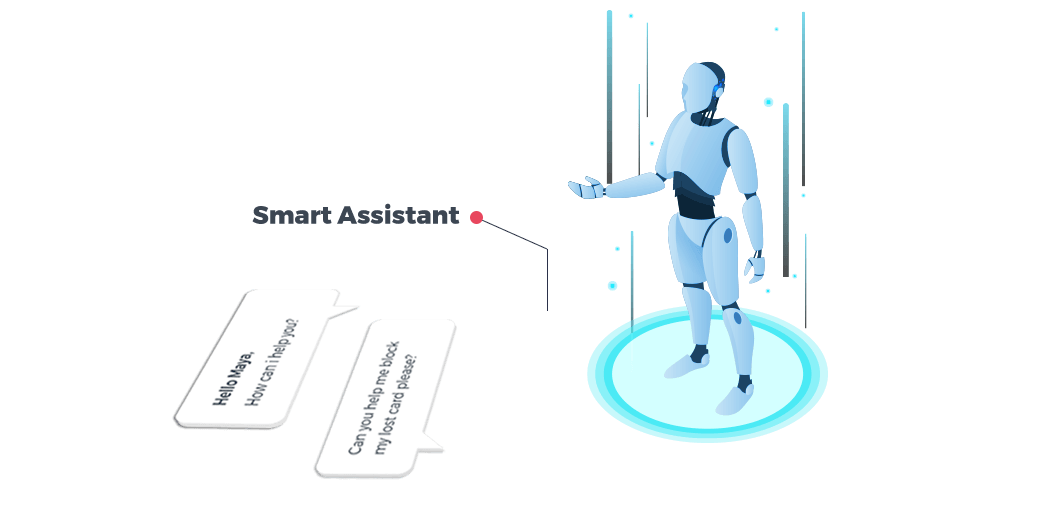 Smart Assistant
Hello Maya,
How can i help you?
Can you help me block
my lost card please?